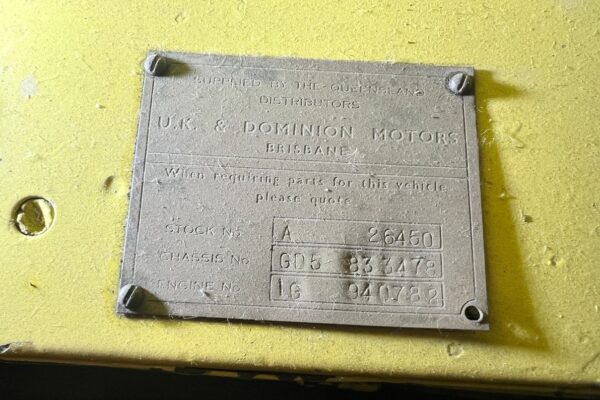 SUPPLIED BY THE QUEENSLAND
DISTRIBUTORS
U.K. & DOMINION MOTORS
BRISBANE
When requiring parts for this vehicle
please quote
STOCK No A 26450
CHASSIS No GD5 833478
ENGINE No 1G 940782